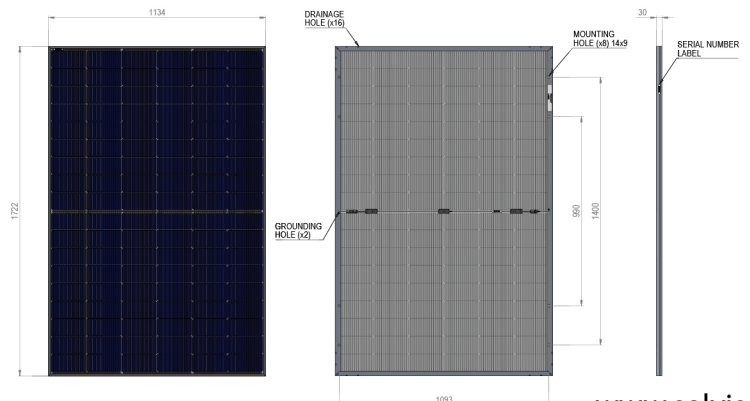 1134
1722
DRAINAGE
HOLE (x16)
MOUNTING
HOLE (x8) 14x9
GROUNDING
HOLE (x2)
990
1400
1093
30
SERIAL NUMBER
LABEL